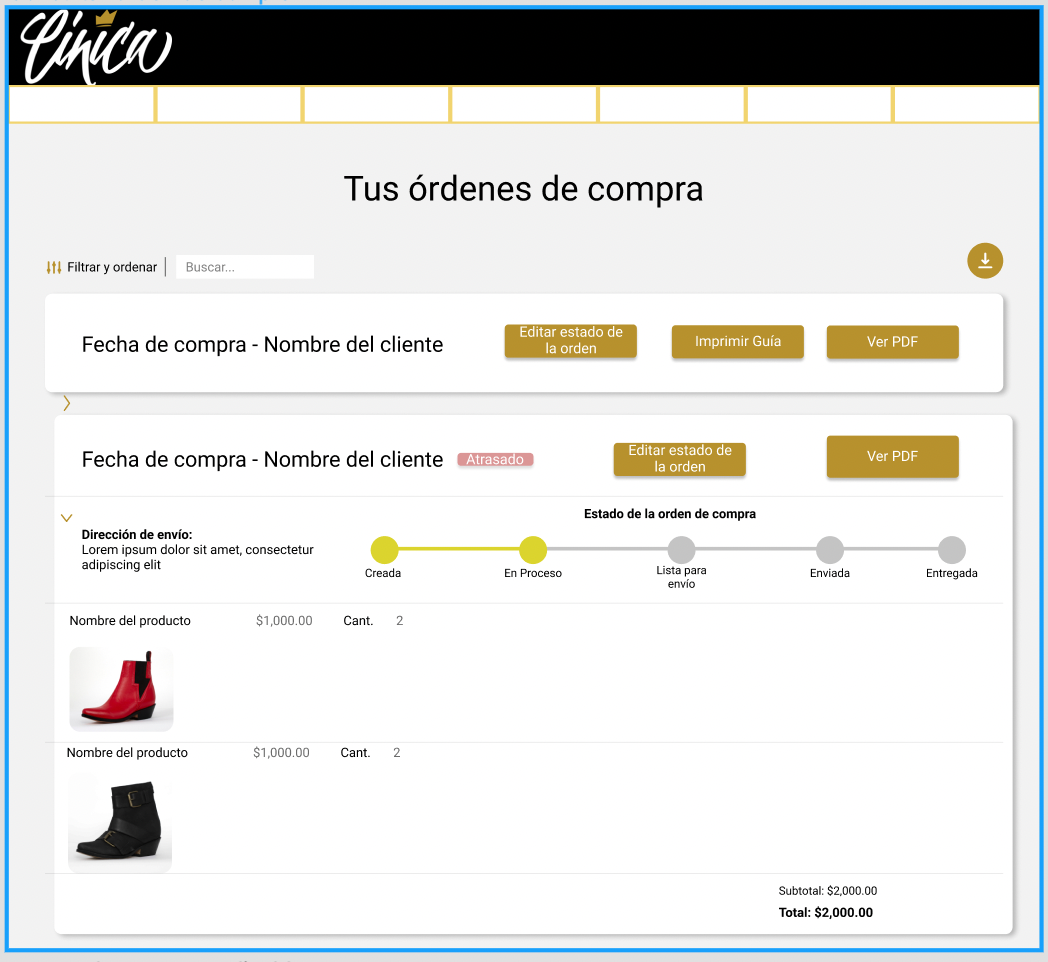 Cínica
Tus órdenes de compra
Filtrar y ordenar
Buscar...
Fecha de compra - Nombre del cliente
Editar estado de
la orden
Imprimir Guía
Ver PDF
Fecha de compra - Nombre del cliente
Atrasado
Editar estado de
la orden
Ver PDF
Estado de la orden de compra
Dirección de envío:
Lorem ipsum dolor sit amet, consectetur
adipiscing elit
Creada
En Proceso
Lista para
envío
Enviada
Entregada
Nombre del producto $1,000.00 Cant. 2
Nombre del producto $1,000.00 Cant. 2
Subtotal: $2,000.00
Total: $2,000.00